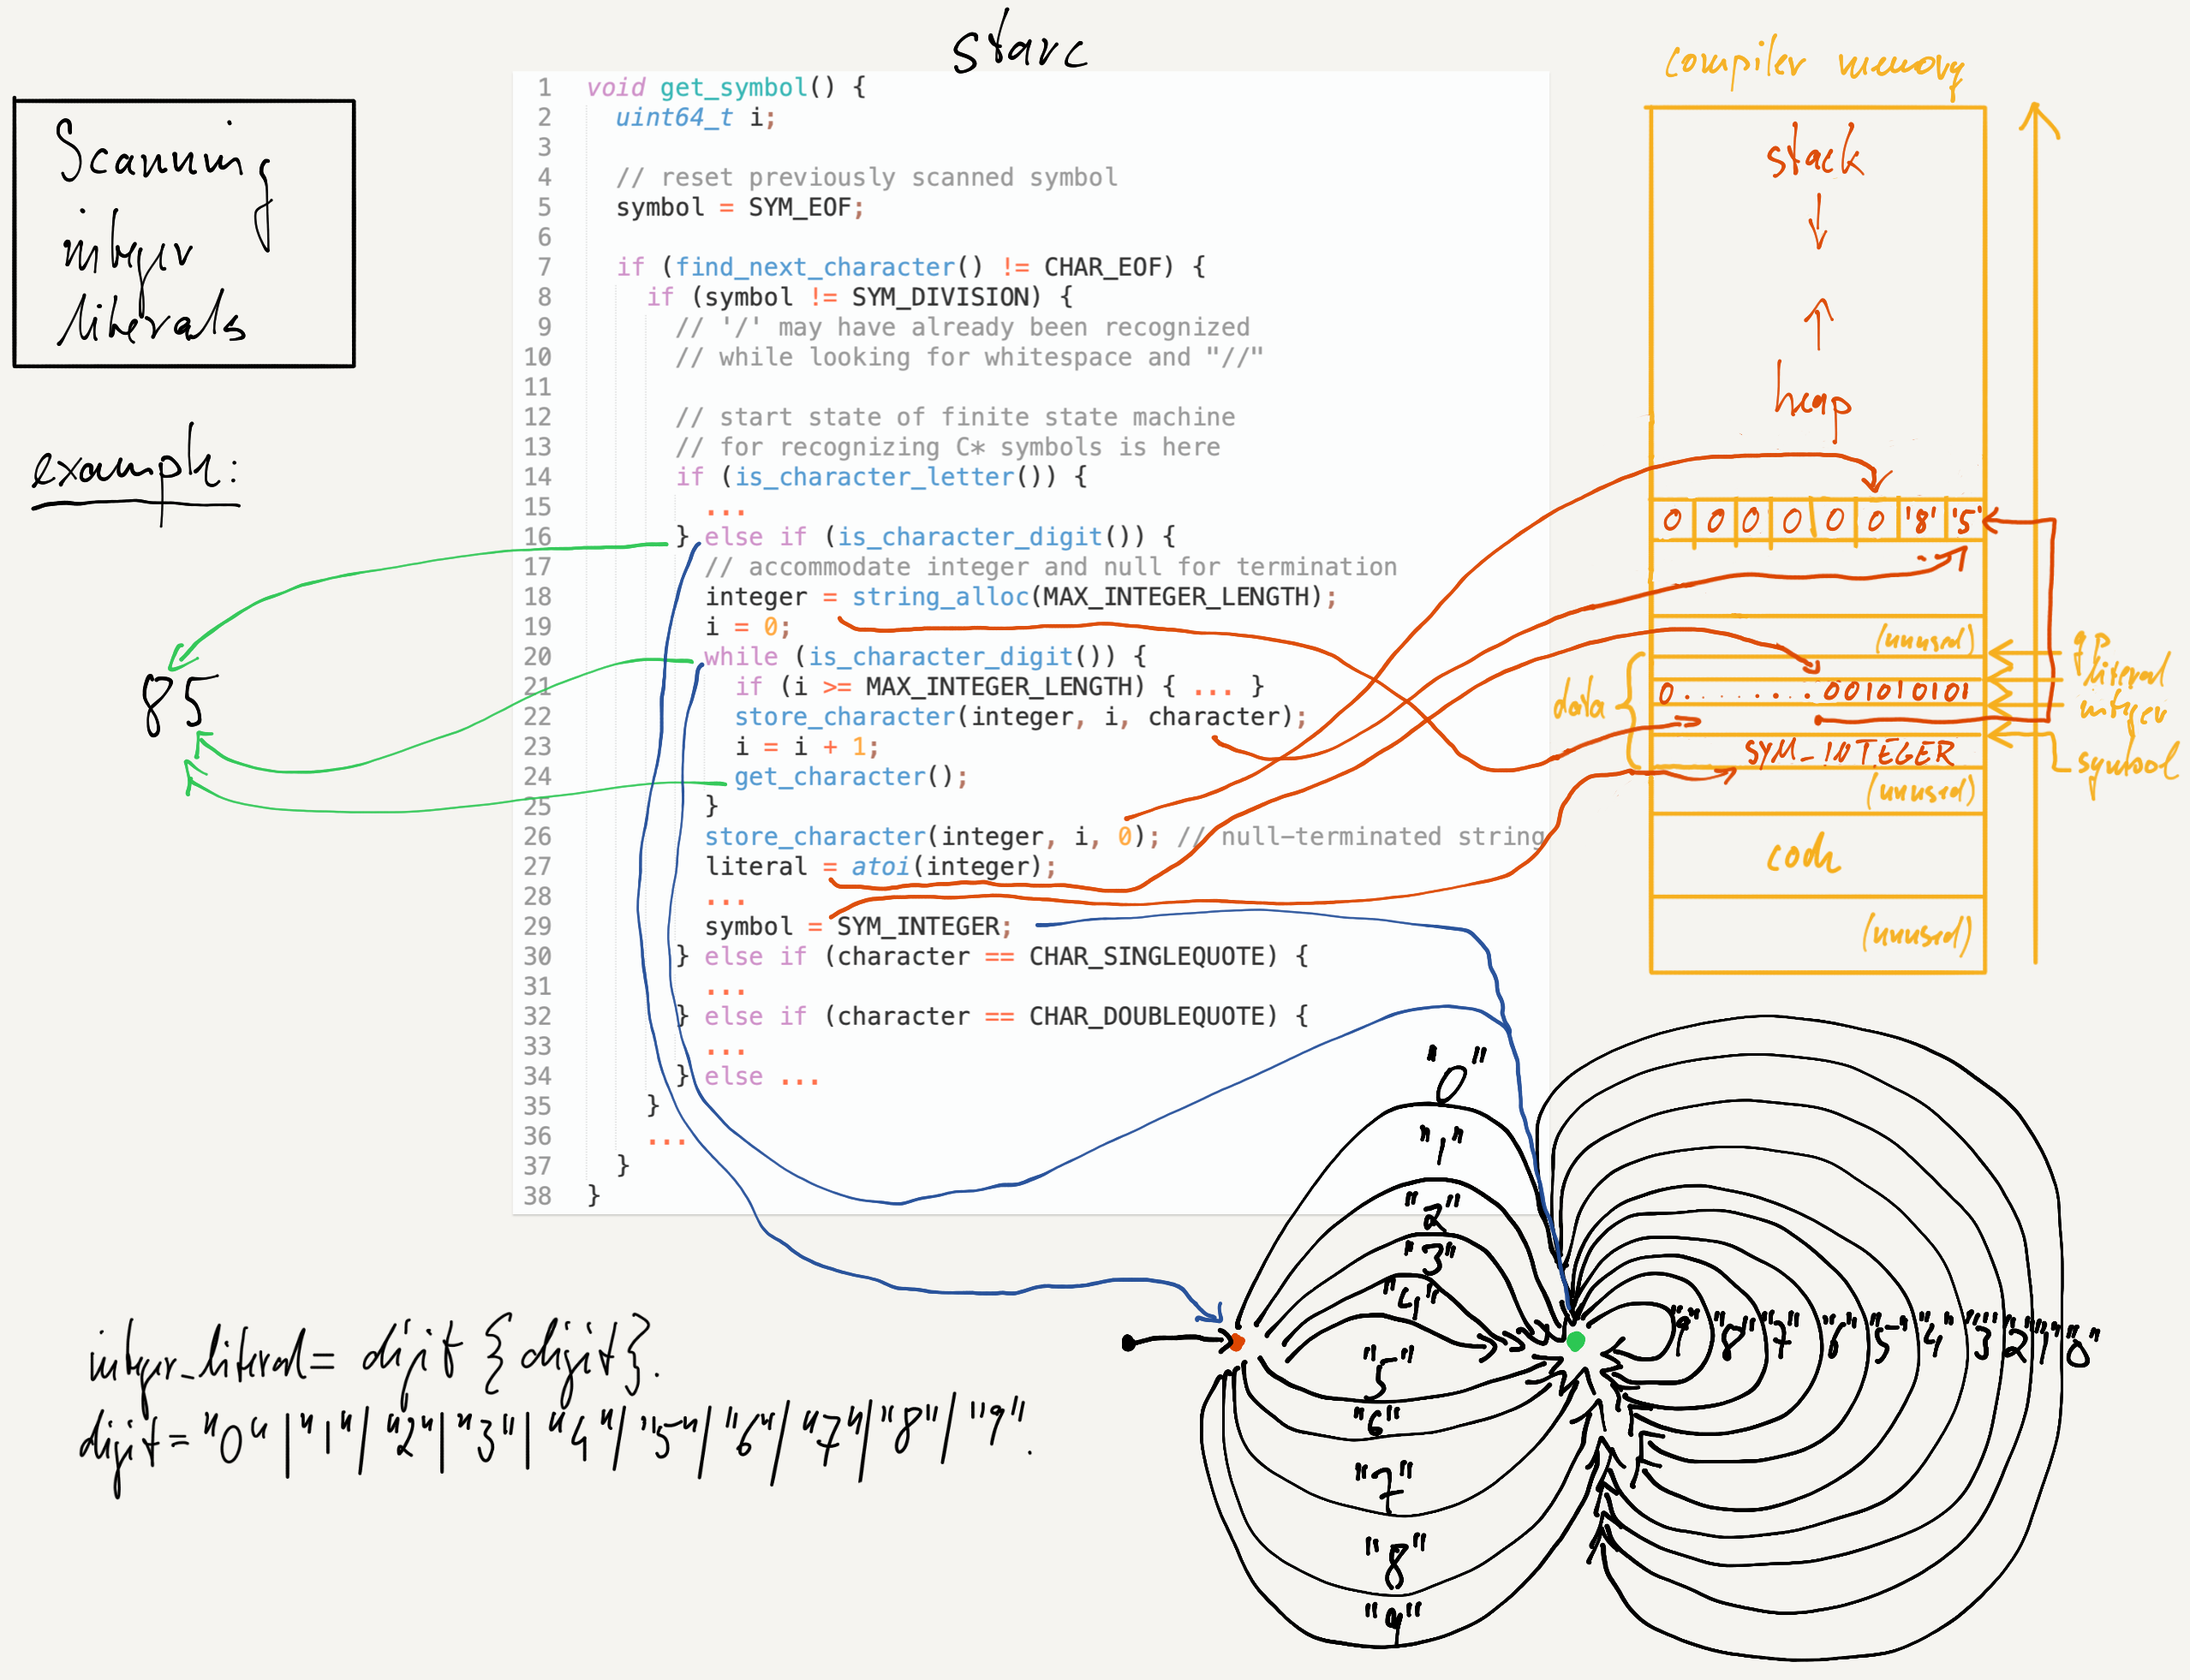 starc
Scanning
integer
literals
example:
85
1 void get_symbol() {
2 uint64_t i;
3
4 // reset previously scanned symbol
5 symbol = SYM_EOF;
6
7 if (find_next_character() != CHAR_EOF) {
8 if (symbol != SYM_DIVISION) {
9 // '/' may have already been recognized
10 // while looking for whitespace and "//"
11
12 // start state of finite state machine
13 // for recognizing C* symbols is here
14 if (is_character_letter()) {
15 ...
16 } else if (is_character_digit()) {
17 // accommodate integer and null for termination
18 integer = string_alloc(MAX_INTEGER_LENGTH);
19 i = 0;
20 while (is_character_digit()) {
21 if (i >= MAX_INTEGER_LENGTH) { ... }
22 store_character(integer, i, character);
23 i = i + 1;
24 get_character();
25 }
26 store_character(integer, i, 0); // null-terminated string
27 literal = atoi(integer);
28 ...
29 symbol = SYM_INTEGER;
30 } else if (character == CHAR_SINGLEQUOTE) {
31 ...
32 } else if (character == CHAR_DOUBLEQUOTE) {
33 ...
34 } else ...
35 }
36 ...
37 }
38 }
compiler memory
stack
heap
0 0 0 0 0 0 '8' '5'
(unused)
gp
literal
data
0........001010101
integer
SYM_INTEGER
symbol
(unused)
code
(unused)
integer_literal = digit { digit }.
digit = "0" | "1" | "2" | "3" | "4" | "5" | "6" | "7" | "8" | "9".
"0"
"1"
"2"
"3"
"4"
"5"
"6"
"7"
"8"
"9"
"9" "8" "7" "6" "5" "4" "3" "2" "1" "0"